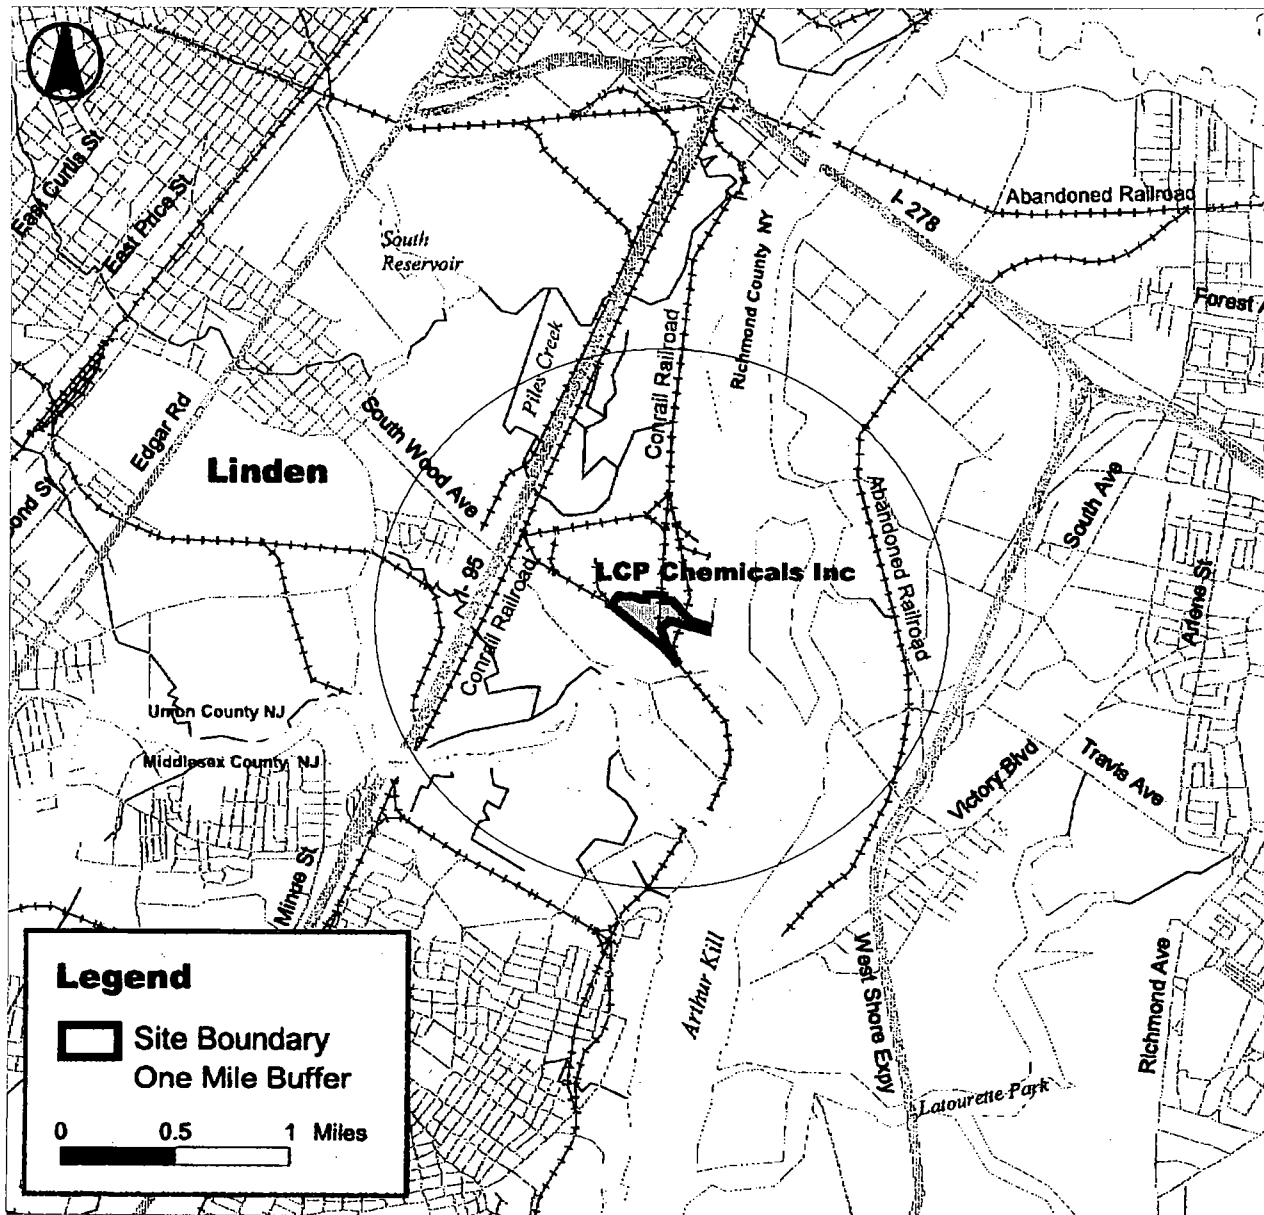 East Curtis St
East Price St
South
Reservoir
I- 278
Abandoned Railroad
Richmond County NY
Forest
Piles Creek
Conrail Railroad
Edgar Rd
South Wood Ave
Linden
ond St
I- 95
Conrail Railroad
LCP Chemicals Inc
Abandoned Railroad
South Ave
Arlene St
Union County NJ
Middlesex County NJ
Victory Blvd
Travis Ave
Minue St
Arthur Kill
West Shore Expy
Richmond Ave
Latourette Park
Legend
Site Boundary
One Mile Buffer
0 0.5 1 Miles